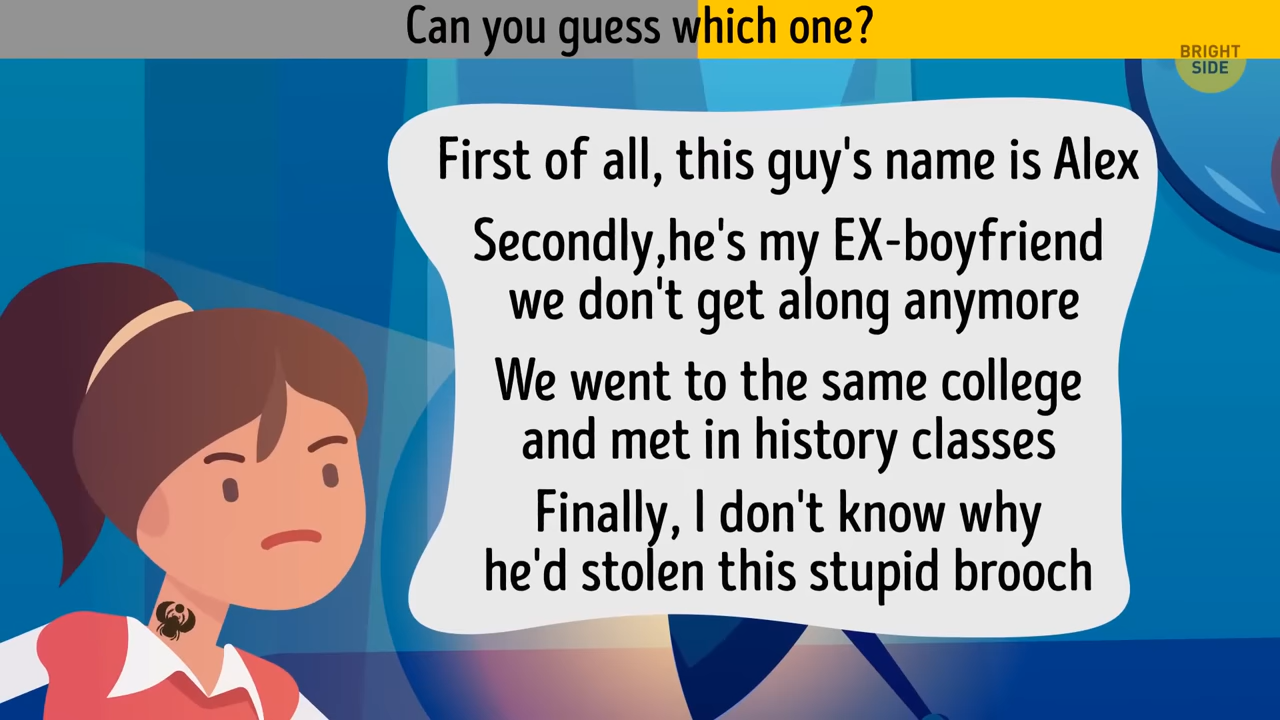 Can you guess which one?
BRIGHT
SIDE
First of all, this guy's name is Alex
Secondly,he's my EX-boyfriend
we don't get along anymore
We went to the same college
and met in history classes
Finally, I don't know why
he'd stolen this stupid brooch